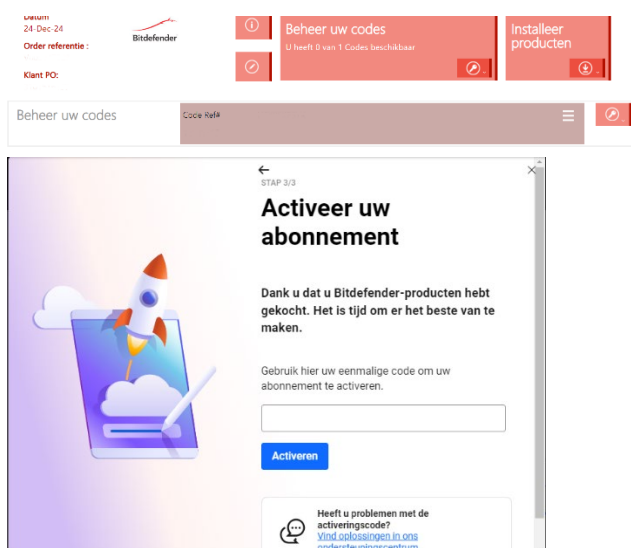 Datum
24-Dec-24
Order referentie :
Klant PO:
Bitdefender
Beheer uw codes
U heeft 0 van 1 Codes beschikbaar
Installeer
producten
Beheer uw codes
Code Ref#
STAP 3/3
Activeer uw
abonnement
Dank u dat u Bitdefender-producten hebt
gekocht. Het is tijd om er het beste van te
maken.
Gebruik hier uw eenmalige code om uw
abonnement te activeren.
Activeren
Heeft u problemen met de
activeringscode?
Vind oplossingen in ons
ondersteuningscentrum